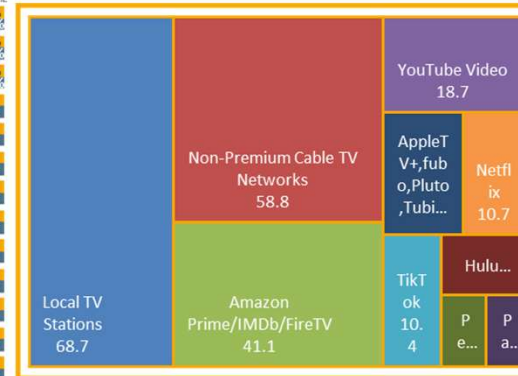 Local TV
Stations
68.7
Non-Premium Cable TV
Networks
58.8
Amazon
Prime/IMDb/FireTV
41.1
YouTube Video
18.7
AppleT
V+,fub
o,Pluto
,Tubi...
Netfl
ix
10.7
TikT
ok
10.
4
Hulu...
P
e...
P
a...